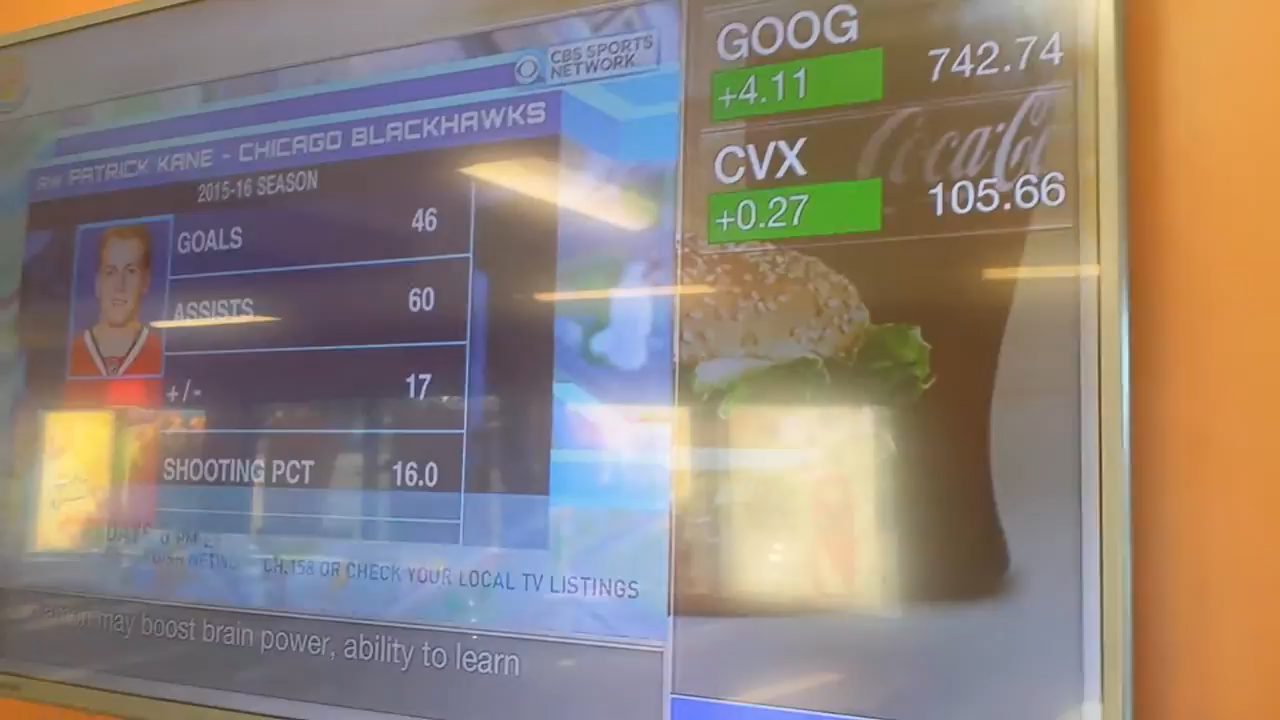 CBS SPORTS
NETWORK
RW PATRICK KANE - CHICAGO BLACKHAWKS
2015-16 SEASON
GOALS 46
ASSISTS 60
+/- 17
SHOOTING PCT 16.0
CH.158 OR CHECK YOUR LOCAL TV LISTINGS
may boost brain power, ability to learn
GOOG
+4.11 742.74
Coca-Co
CVX
+0.27 105.66